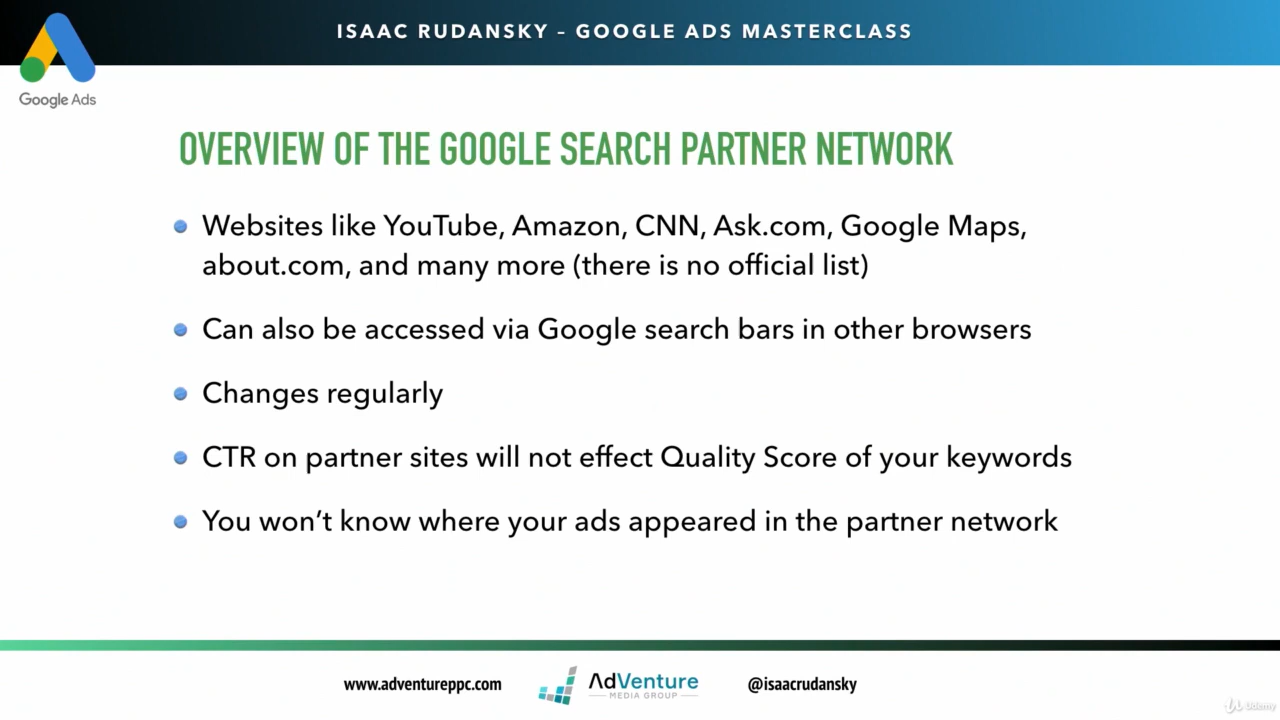 ISAAC RUDANSKY – GOOGLE ADS MASTERCLASS
Google Ads
OVERVIEW OF THE GOOGLE SEARCH PARTNER NETWORK
Websites like YouTube, Amazon, CNN, Ask.com, Google Maps,
about.com, and many more (there is no official list)
Can also be accessed via Google search bars in other browsers
Changes regularly
CTR on partner sites will not effect Quality Score of your keywords
You won’t know where your ads appeared in the partner network
www.adventureppc.com
AdVenture
MEDIA GROUP
@isaacrudansky
Udemy